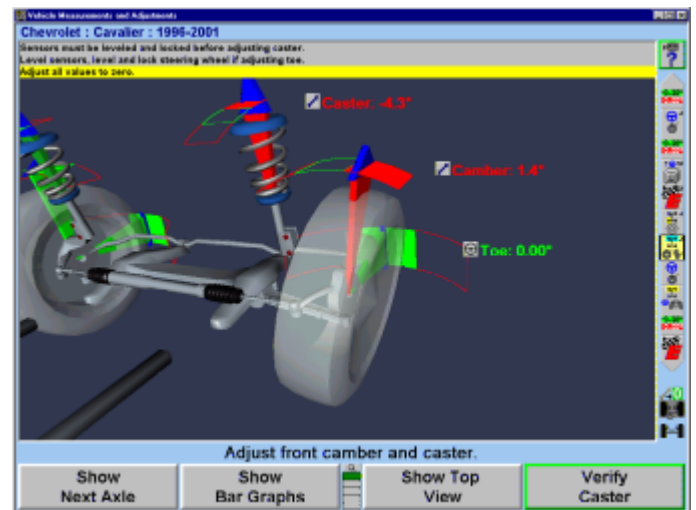 Vehicle Measurements and Adjustments
Chevrolet : Cavalier : 1996-2001
Sensors must be leveled and locked before adjusting caster.
Level sensors, level and lock steering wheel if adjusting toe.
Adjust all values to zero.
Caster: -4.3°
Camber: 1.4°
Toe: 0.00°
Adjust front camber and caster.
Show Next Axle
Show Bar Graphs
Show Top View
Verify Caster